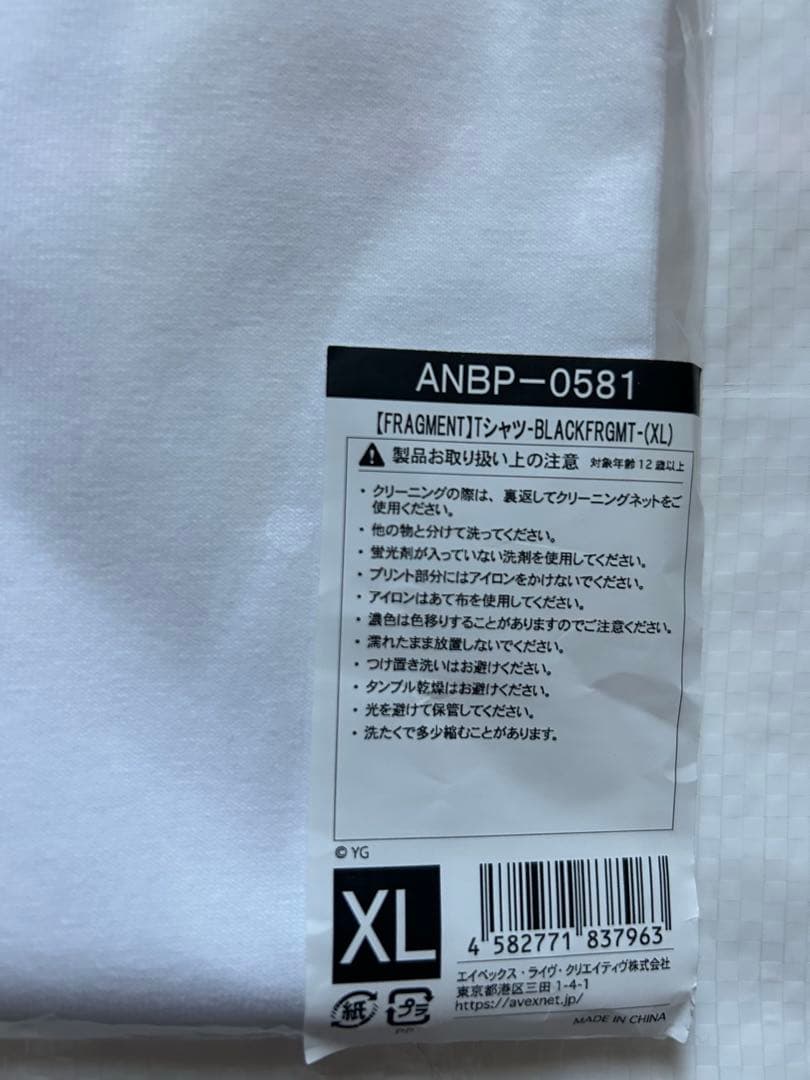 ANBP-0581
【FRAGMENT】Tシャツ-BLACKFRGMT-(XL)
製品お取り扱い上の注意 対象年齢12歳以上
・クリーニングの際は、裏返してクリーニングネットをご
使用ください。
・他の物と分けて洗ってください。
・蛍光剤が入っていない洗剤を使用してください。
・プリント部分にはアイロンをかけないでください。
・アイロンはあて布を使用してください。
・濃色は色移りすることがありますのでご注意ください。
・濡れたまま放置しないでください。
・つけ置き洗いはお避けください。
・タンブル乾燥はお避けください。
・光を避けて保管してください。
・洗たくで多少縮むことがあります。
© YG
XL
4 582771 837963
エイベックス・ライヴ・クリエイティヴ株式会社
東京都港区三田 1-4-1
https://avexnet.jp/
紙 プラ
PP
MADE IN CHINA